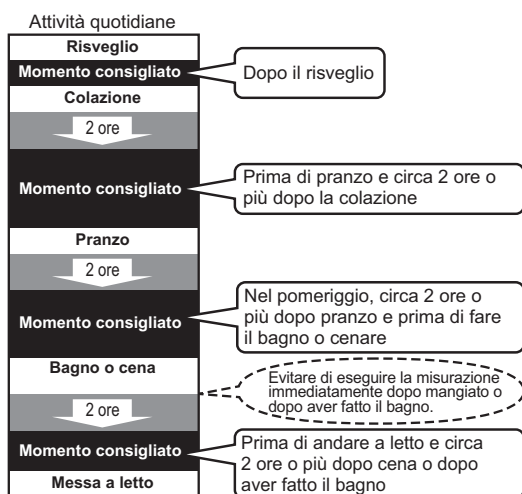 Attività quotidiane
Risveglio
Momento consigliato
Dopo il risveglio
Colazione
2 ore
Momento consigliato
Prima di pranzo e circa 2 ore o
più dopo la colazione
Pranzo
2 ore
Momento consigliato
Nel pomeriggio, circa 2 ore o
più dopo pranzo e prima di fare
il bagno o cenare
Bagno o cena
Evitare di eseguire la misurazione
immediatamente dopo mangiato o
dopo aver fatto il bagno.
2 ore
Momento consigliato
Prima di andare a letto e circa
2 ore o più dopo cena o dopo
aver fatto il bagno
Messa a letto